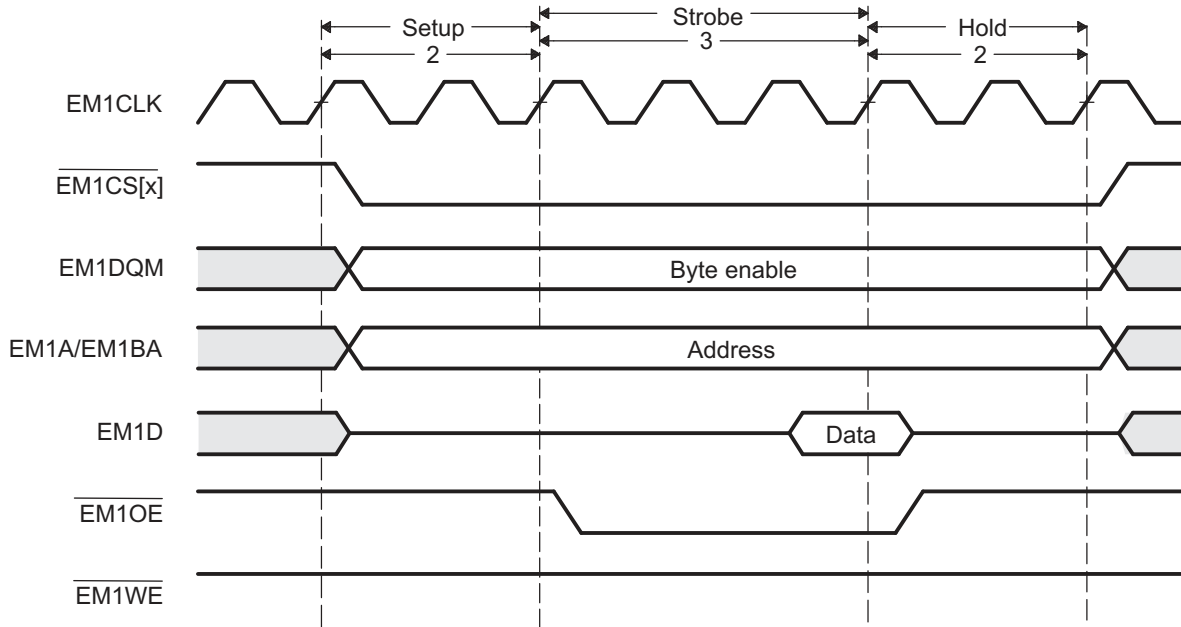 Setup
2
Strobe
3
Hold
2
EM1CLK
EM1CS[x]
EM1DQM
Byte enable
EM1A/EM1BA
Address
EM1D
Data
EM1OE
EM1WE